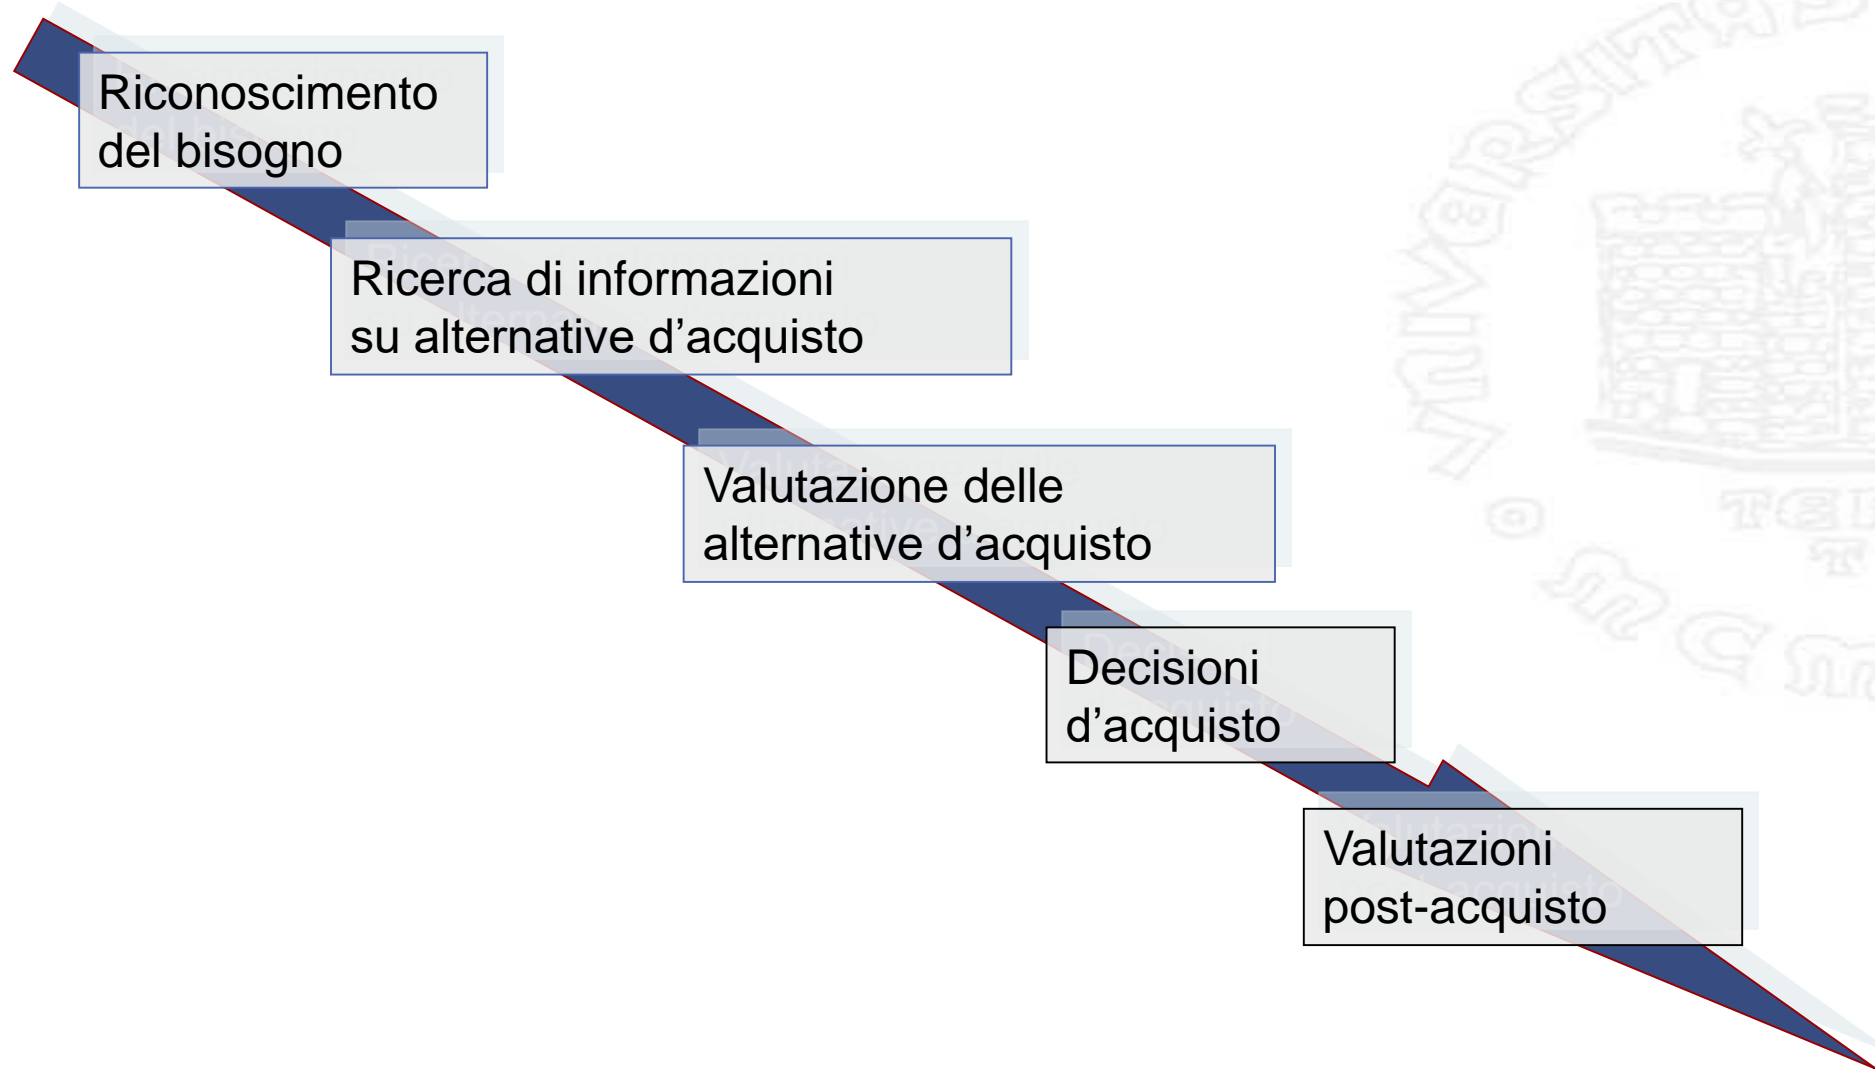 Riconoscimento
del bisogno
Ricerca di informazioni
su alternative d’acquisto
Valutazione delle
alternative d’acquisto
Decisioni
d’acquisto
Valutazioni
post-acquisto